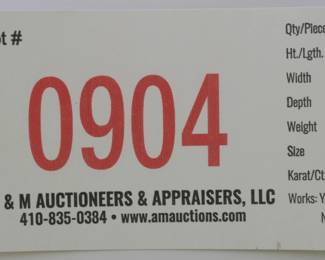 ot #
0904
& M AUCTIONEERS & APPRAISERS, LLC
410-835-0384 • www.amauctions.com
Qty/Piece
Ht./Lgth.
Width
Depth
Weight
Size
Karat/Ct
Works: Y
N